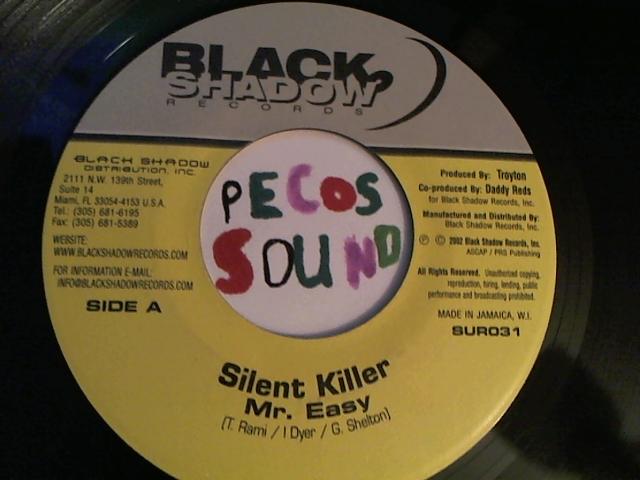 BLACK
SHADOW
RECORDS
BLACK SHADOW
DISTRIBUTION, INC.
2111 N.W. 139th Street,
Suite 14
Miami, FL 33054-4153 U.S.A.
Tel.: (305) 681-6195
Fax: (305) 681-5389
WEBSITE:
WWW.BLACKSHADOWRECORDS.COM
FOR INFORMATION E-MAIL:
INFO@BLACKSHADOWRECORDS.COM
SIDE A
PECOS
SOUND
Produced By: Troyton
Co-produced By: Daddy Reds
for Black Shadow Records, Inc.
Manufactured and Distributed By:
Black Shadow Records, Inc.
℗ © 2002 Black Shadow Records, Inc.
ASCAP / PRS Publishing
All Rights Reserved. Unauthorized copying,
reproduction, hiring, lending, public
performance and broadcasting prohibited.
MADE IN JAMAICA, W.I.
SUR031
Silent Killer
Mr. Easy
(T. Rami / I Dyer / G. Shelton)